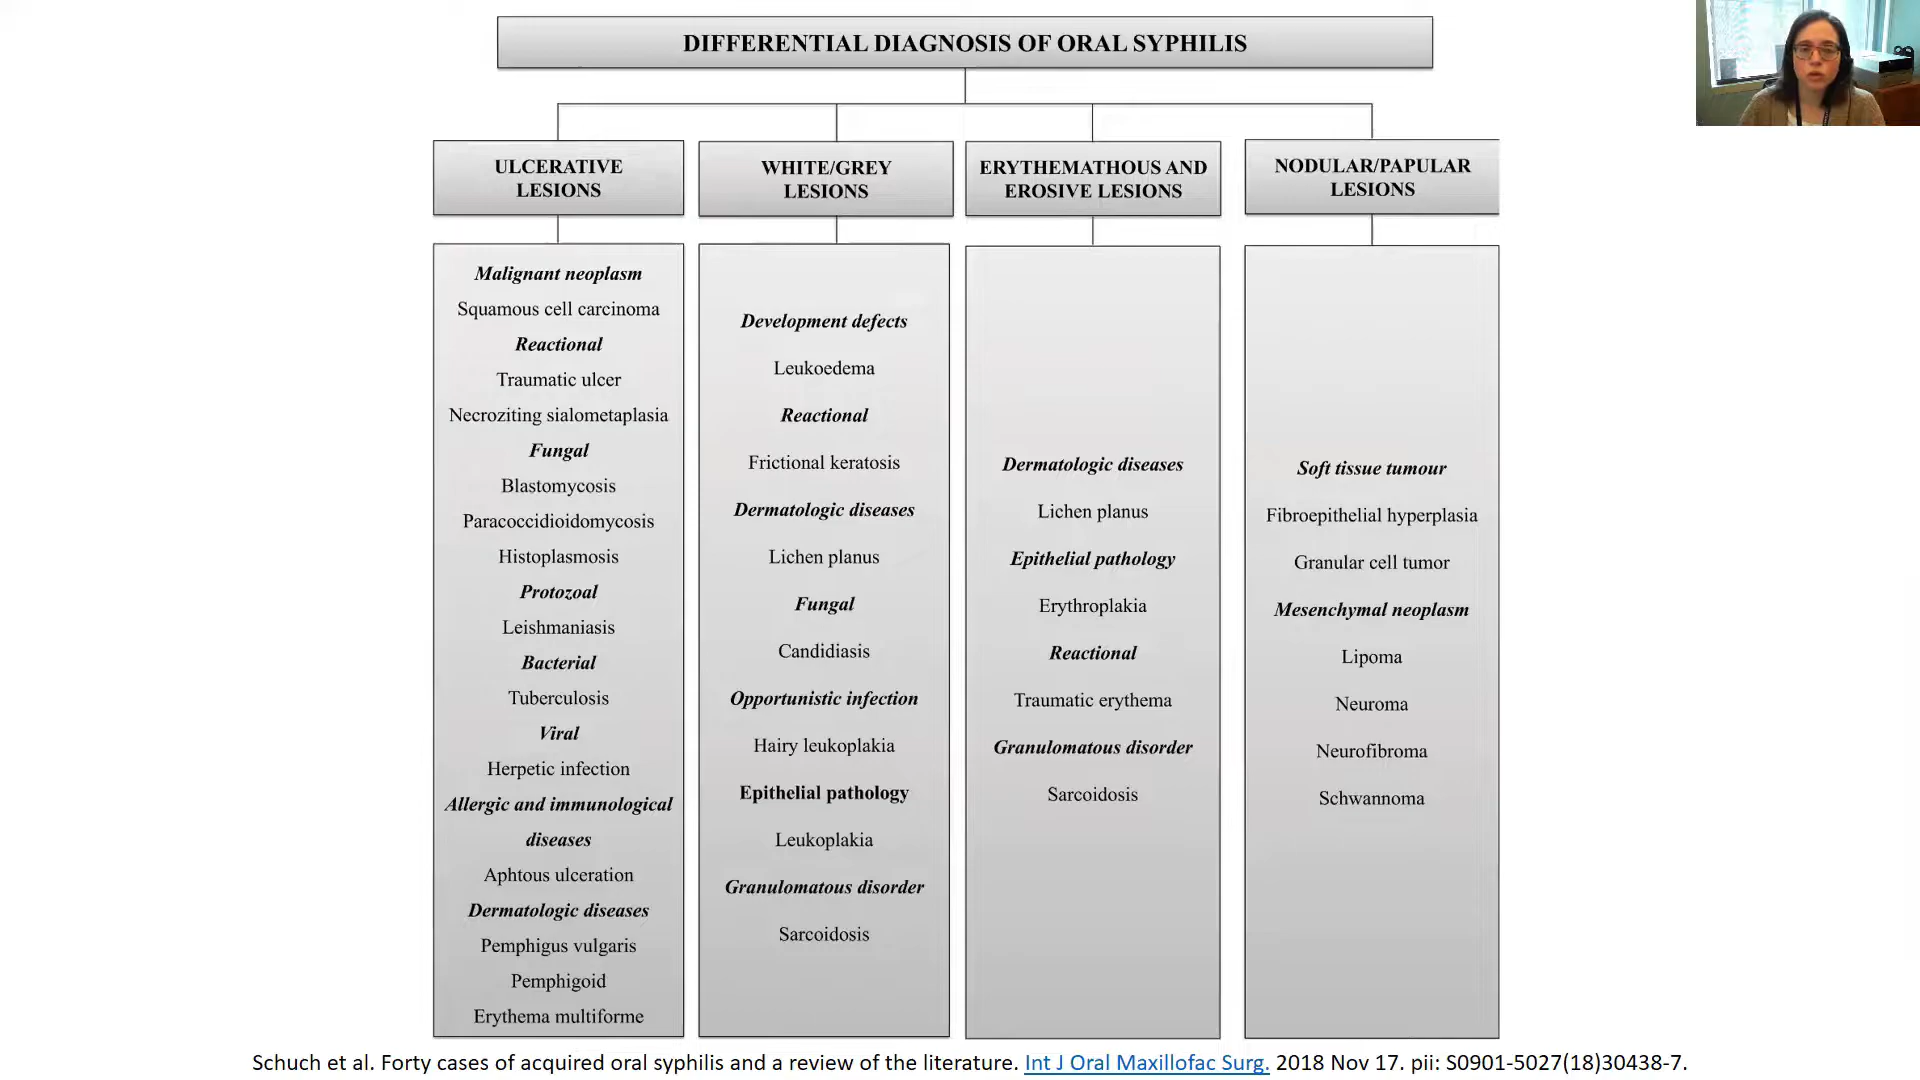 DIFFERENTIAL DIAGNOSIS OF ORAL SYPHILIS
ULCERATIVE
LESIONS
Malignant neoplasm
Squamous cell carcinoma
Reactional
Traumatic ulcer
Necroziting sialometaplasia
Fungal
Blastomycosis
Paracoccidioidomycosis
Histoplasmosis
Protozoal
Leishmaniasis
Bacterial
Tuberculosis
Viral
Herpetic infection
Allergic and immunological
diseases
Aphtous ulceration
Dermatologic diseases
Pemphigus vulgaris
Pemphigoid
Erythema multiforme
WHITE/GREY
LESIONS
Development defects
Leukoedema
Reactional
Frictional keratosis
Dermatologic diseases
Lichen planus
Fungal
Candidiasis
Opportunistic infection
Hairy leukoplakia
Epithelial pathology
Leukoplakia
Granulomatous disorder
Sarcoidosis
ERYTHEMATHOUS AND
EROSIVE LESIONS
Dermatologic diseases
Lichen planus
Epithelial pathology
Erythroplakia
Reactional
Traumatic erythema
Granulomatous disorder
Sarcoidosis
NODULAR/PAPULAR
LESIONS
Soft tissue tumour
Fibroepithelial hyperplasia
Granular cell tumor
Mesenchymal neoplasm
Lipoma
Neuroma
Neurofibroma
Schwannoma
Schuch et al. Forty cases of acquired oral syphilis and a review of the literature. Int J Oral Maxillofac Surg. 2018 Nov 17. pii: S0901-5027(18)30438-7.